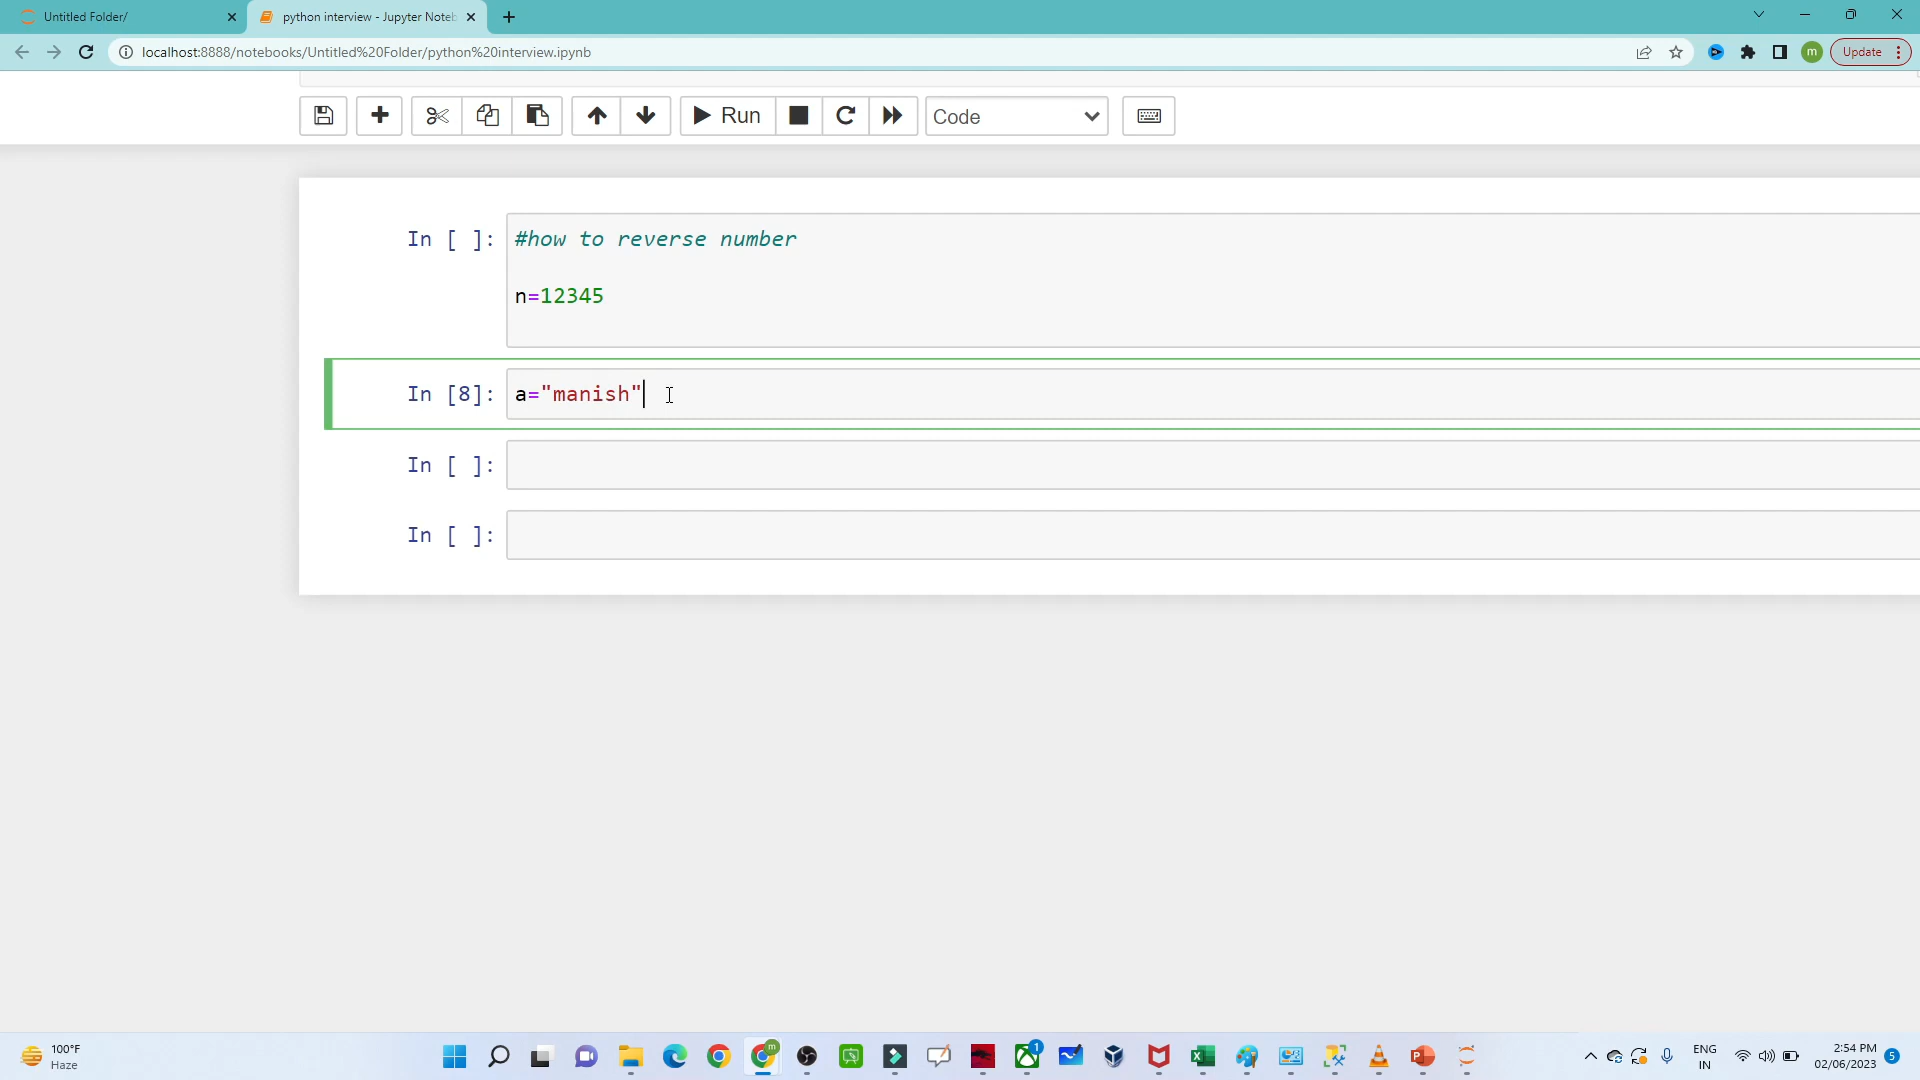 Untitled Folder/
python interview - Jupyter Noteb
localhost:8888/notebooks/Untitled%20Folder/python%20interview.ipynb
m
Update
Run
Code
In [ ]:
#how to reverse number
n=12345
In [8]:
a="manish"
In [ ]:
In [ ]:
100°F
Haze
m
1
ENG
IN
2:54 PM
02/06/2023
5